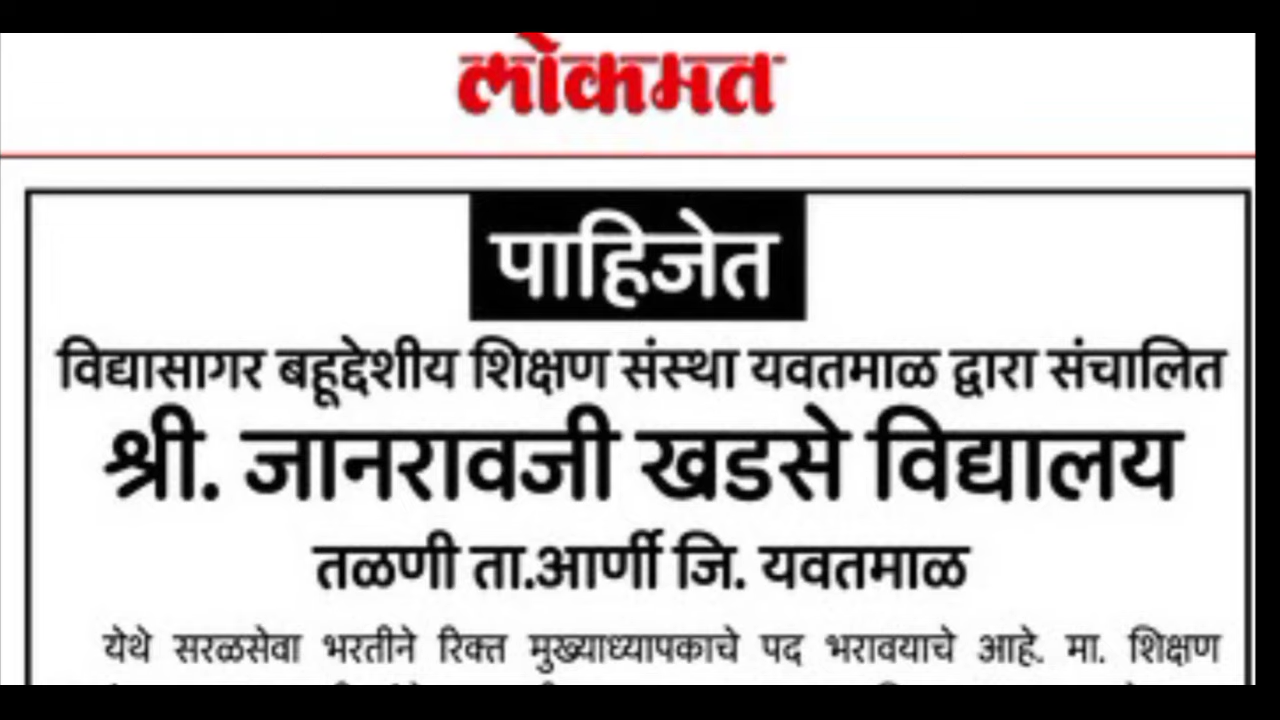 लोकमत
पाहिजेत
विद्यासागर बहूद्देशीय शिक्षण संस्था यवतमाळ द्वारा संचालित
श्री. जानरावजी खडसे विद्यालय
तळणी ता.आर्णी जि. यवतमाळ
येथे सरळसेवा भरतीने रिक्त मुख्याध्यापकाचे पद भरावयाचे आहे. मा. शिक्षण